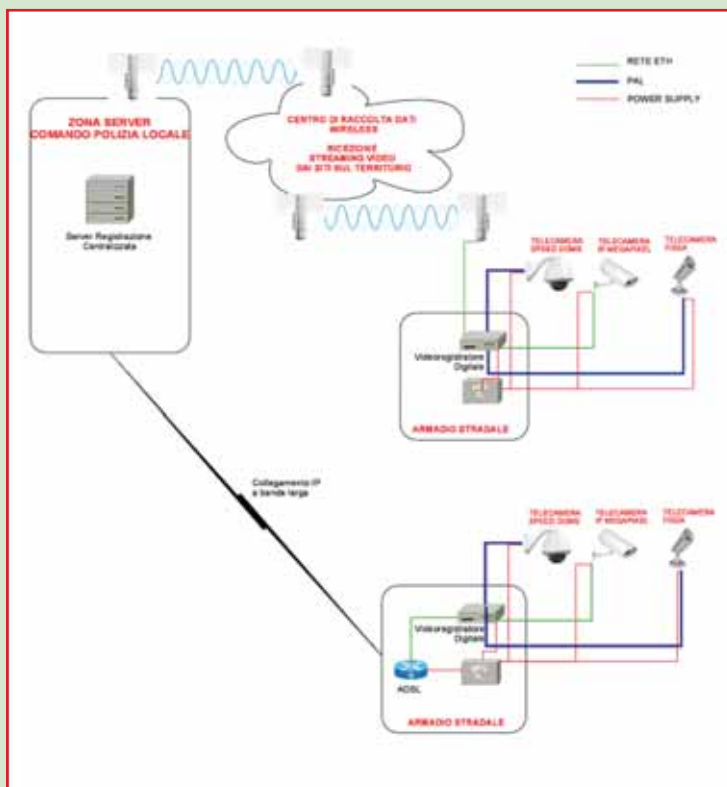 RETE ETH
PAL
POWER SUPPLY
ZONA SERVER
COMANDO POLIZIA LOCALE
Server Registrazione
Centralizzata
CENTRO DI RACCOLTA DATI
WIRELESS
RICEZIONE
STREAMING VIDEO
DAI SITI SUL TERRITORIO
TELECAMERA
SPEED DOME
TELECAMERA
IP MEGAPIXEL
TELECAMERA
FISSA
Videoregistratore
Digitale
ARMADIO STRADALE
Collegamento IP
a banda larga
TELECAMERA
SPEED DOME
TELECAMERA
IP MEGAPIXEL
TELECAMERA
FISSA
Videoregistratore
Digitale
ADSL
ARMADIO STRADALE